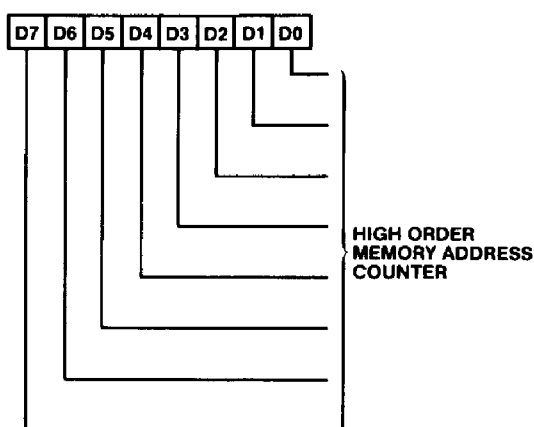 D7 D6 D5 D4 D3 D2 D1 D0
HIGH ORDER
MEMORY ADDRESS
COUNTER